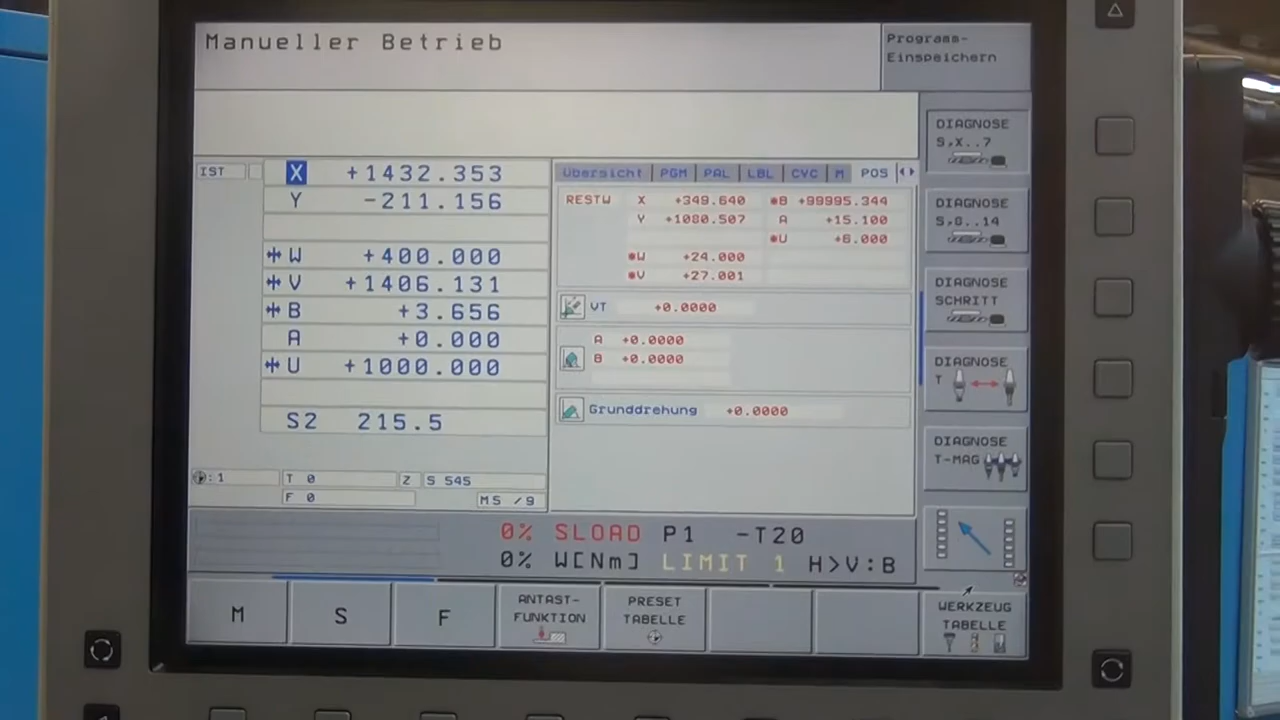 Manueller Betrieb
Programm-
Einspeichern
IST
X +1432.353
Y -211.156
W +400.000
V +1406.131
B +3.656
A +0.000
U +1000.000
S2 215.5
:1
T 0
Z
S 545
F 0
MS /9
Übersicht PGM PAL LBL CVC M POS
RESTW X +349.640 B +99995.344
Y +1080.507 A +15.100
U +6.000
W +24.000
V +27.001
VT +0.0000
A +0.0000
B +0.0000
Grunddrehung +0.0000
0% SLOAD P1 -T20
0% W[Nm] LIMIT 1 H>V:B
DIAGNOSE
S,X..7
DIAGNOSE
S,G..14
DIAGNOSE
SCHRITT
DIAGNOSE
T
DIAGNOSE
T-MAG
M
S
F
ANTAST-
FUNKTION
PRESET
TABELLE
WERKZEUG
TABELLE